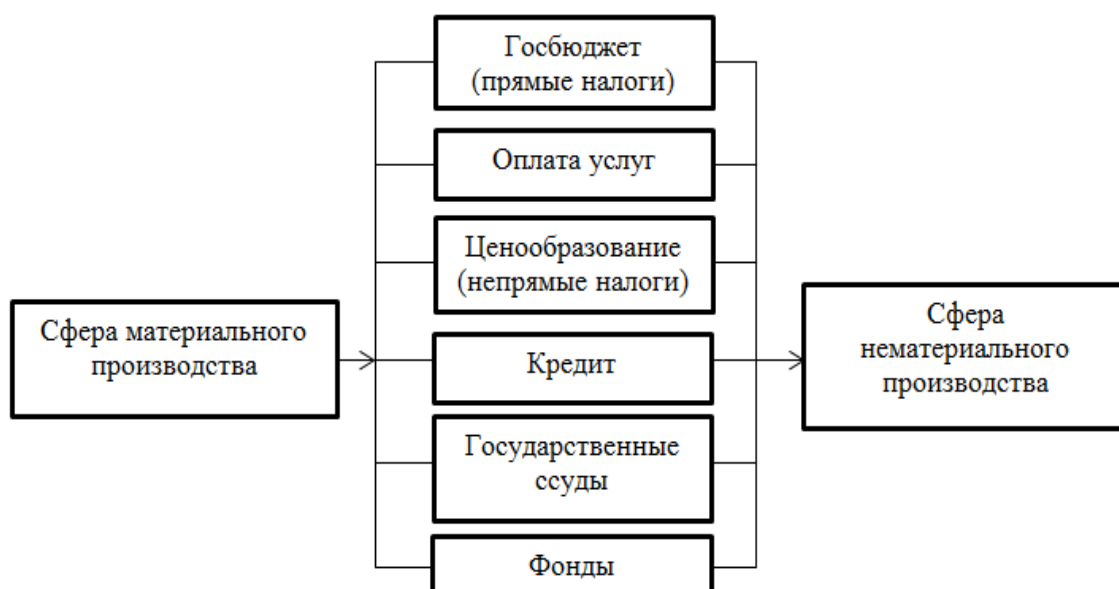 Госбюджет
(прямые налоги)
Оплата услуг
Ценообразование
(непрямые налоги)
Сфера материального
производства
Кредит
Сфера
нематериального
производства
Государственные
ссуды
Фонды